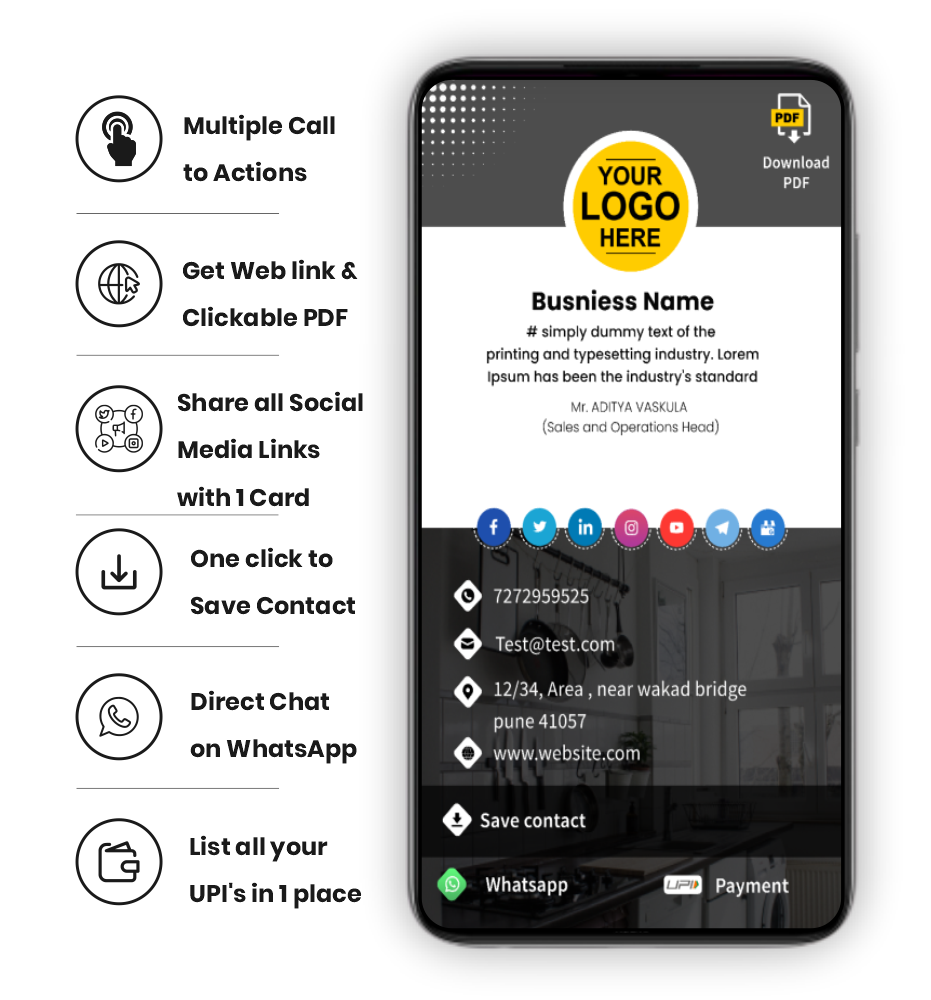 Multiple Call
to Actions
Get Web link &
Clickable PDF
Share all Social
Media Links
with 1 Card
One click to
Save Contact
Direct Chat
on WhatsApp
List all your
UPI's in 1 place
PDF
Download
PDF
YOUR
LOGO
HERE
Busniess Name
# simply dummy text of the
printing and typesetting industry. Lorem
Ipsum has been the industry's standard
Mr. ADITYA VASKULA
(Sales and Operations Head)
7272959525
Test@test.com
12/34, Area , near wakad bridge
pune 41057
www.website.com
Save contact
Whatsapp
UPI
Payment